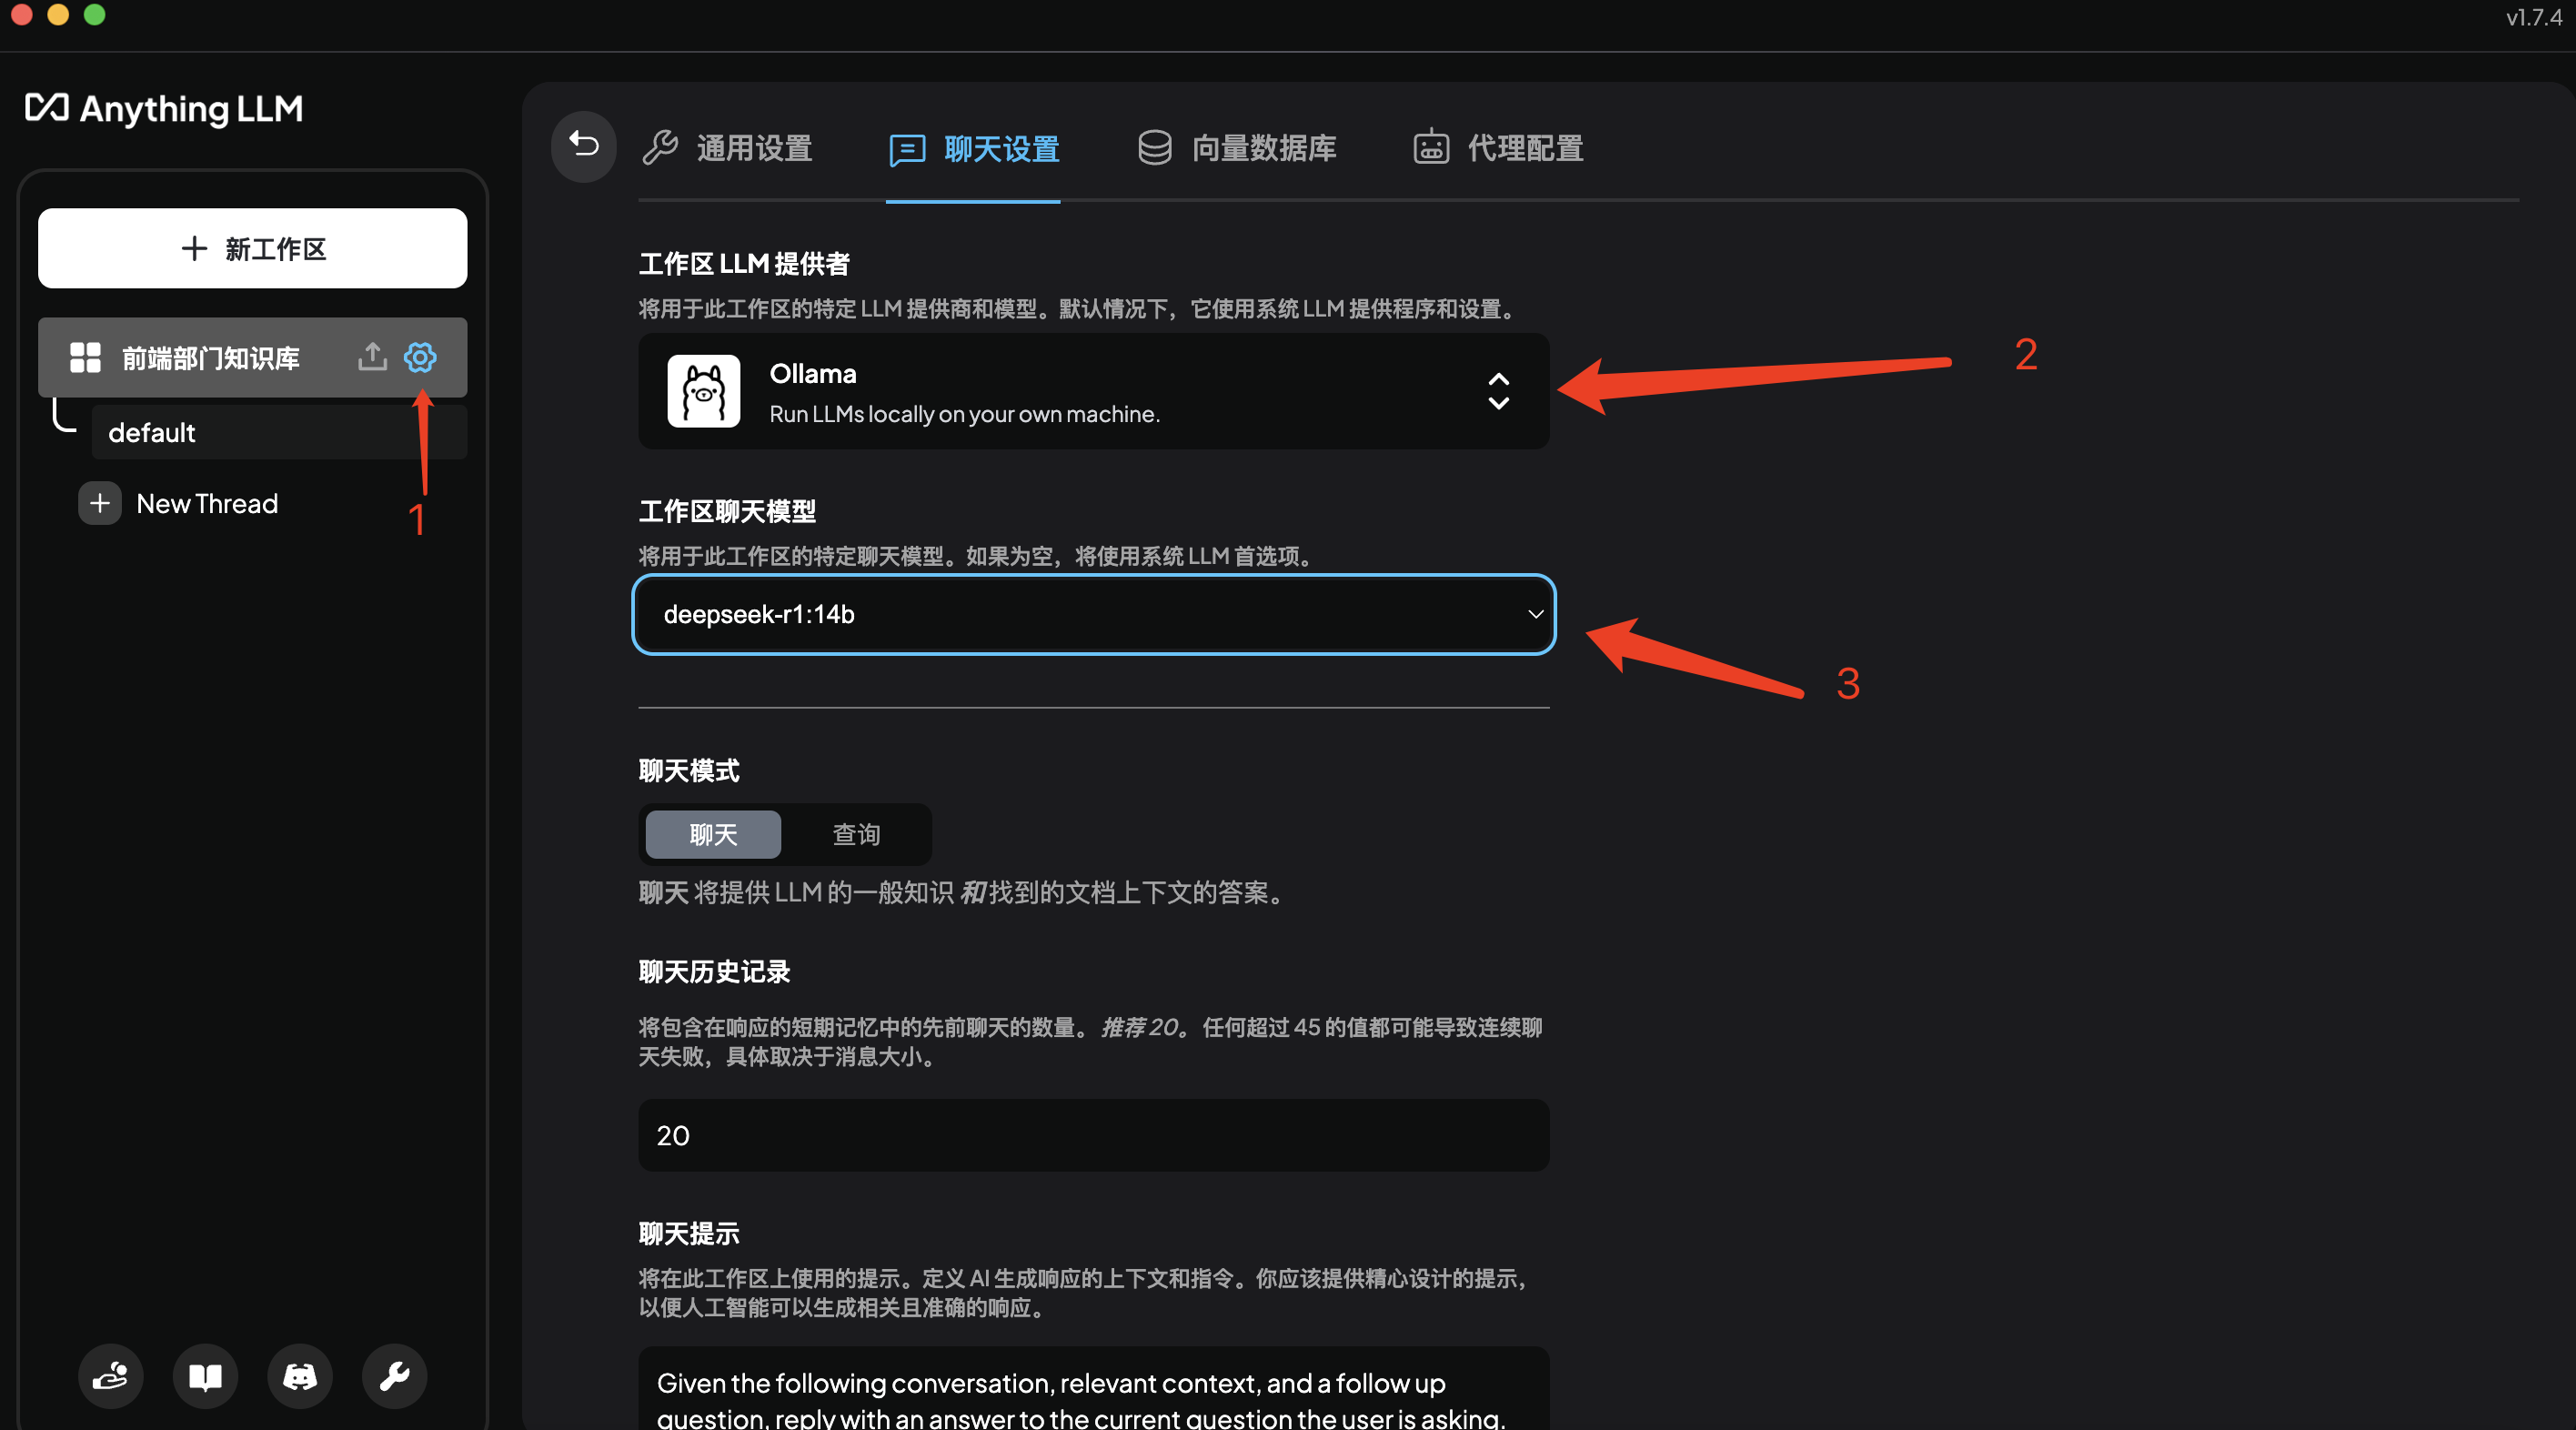 v1.7.4
Anything LLM
新工作区
前端部门知识库
default
New Thread
1
通用设置
聊天设置
向量数据库
代理配置
工作区 LLM 提供者
将用于此工作区的特定 LLM 提供商和模型。默认情况下，它使用系统 LLM 提供程序和设置。
Ollama
Run LLMs locally on your own machine.
2
工作区聊天模型
将用于此工作区的特定聊天模型。如果为空，将使用系统 LLM 首选项。
deepseek-r1:14b
3
聊天模式
聊天
查询
聊天 将提供 LLM 的一般知识 和找到的文档上下文的答案。
聊天历史记录
将包含在响应的短期记忆中的先前聊天的数量。推荐 20。任何超过 45 的值都可能导致连续聊
天失败，具体取决于消息大小。
20
聊天提示
将在此工作区上使用的提示。定义 AI 生成响应的上下文和指令。你应该提供精心设计的提示，
以便人工智能可以生成相关且准确的响应。
Given the following conversation, relevant context, and a follow up
question, reply with an answer to the current question the user is asking.